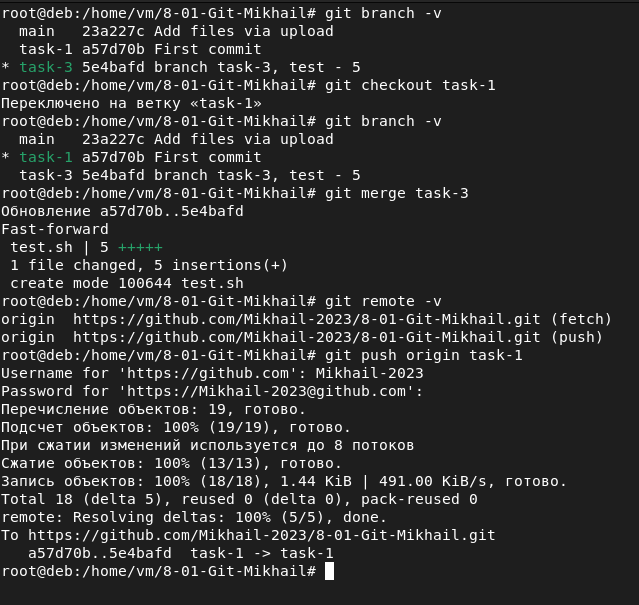 root@deb:/home/vm/8-01-Git-Mikhail# git branch -v
  main   23a227c Add files via upload
  task-1 a57d70b First commit
* task-3 5e4bafd branch task-3, test - 5
root@deb:/home/vm/8-01-Git-Mikhail# git checkout task-1
Переключено на ветку «task-1»
root@deb:/home/vm/8-01-Git-Mikhail# git branch -v
  main   23a227c Add files via upload
* task-1 a57d70b First commit
  task-3 5e4bafd branch task-3, test - 5
root@deb:/home/vm/8-01-Git-Mikhail# git merge task-3
Обновление a57d70b..5e4bafd
Fast-forward
 test.sh | 5 +++++
 1 file changed, 5 insertions(+)
 create mode 100644 test.sh
root@deb:/home/vm/8-01-Git-Mikhail# git remote -v
origin  https://github.com/Mikhail-2023/8-01-Git-Mikhail.git (fetch)
origin  https://github.com/Mikhail-2023/8-01-Git-Mikhail.git (push)
root@deb:/home/vm/8-01-Git-Mikhail# git push origin task-1
Username for 'https://github.com': Mikhail-2023
Password for 'https://Mikhail-2023@github.com':
Перечисление объектов: 19, готово.
Подсчет объектов: 100% (19/19), готово.
При сжатии изменений используется до 8 потоков
Сжатие объектов: 100% (13/13), готово.
Запись объектов: 100% (18/18), 1.44 KiB | 491.00 KiB/s, готово.
Total 18 (delta 5), reused 0 (delta 0), pack-reused 0
remote: Resolving deltas: 100% (5/5), done.
To https://github.com/Mikhail-2023/8-01-Git-Mikhail.git
   a57d70b..5e4bafd  task-1 -> task-1
root@deb:/home/vm/8-01-Git-Mikhail#